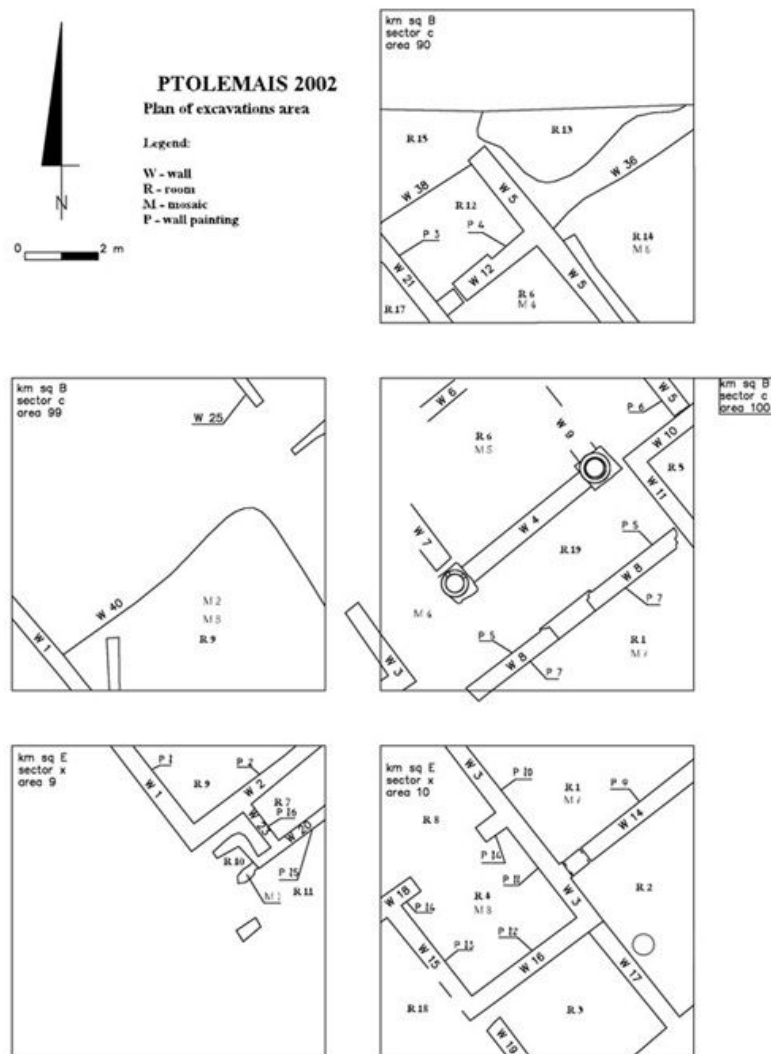 PTOLEMAIS 2002
Plan of excavations area
Legend:
W - wall
R - room
M - mosaic
P - wall painting
N
0 2 m
km sq B
sector c
area 90
R 15
R 13
W 36
W 38
R 12
W 5
P 3
P 4
R 14
W 21
W 12
W 5
R 6
M 4
R 17
km sq B
sector c
area 99
W 25
W 40
M 2
R 9
W 1
km sq B
sector c
area 100
W 6
W 5
P 6
R 6
M 5
W 9
W 10
R 5
W 11
W 4
P 5
W 7
R 19
W 8
P 7
P 5
R 1
W 8
P 7
W 3
km sq E
sector x
area 9
P 1
P 2
R 9
W 2
W 1
R 7
P 16
W 23
W 20
R 10
P 15
R 11
km sq E
sector x
area 10
W 3
P 10
R 1
P 9
R 8
W 14
P 11
W 3
R 2
W 18
R 4
M 8
P 12
P 13
W 15
W 16
W 17
R 18
R 3
W 19